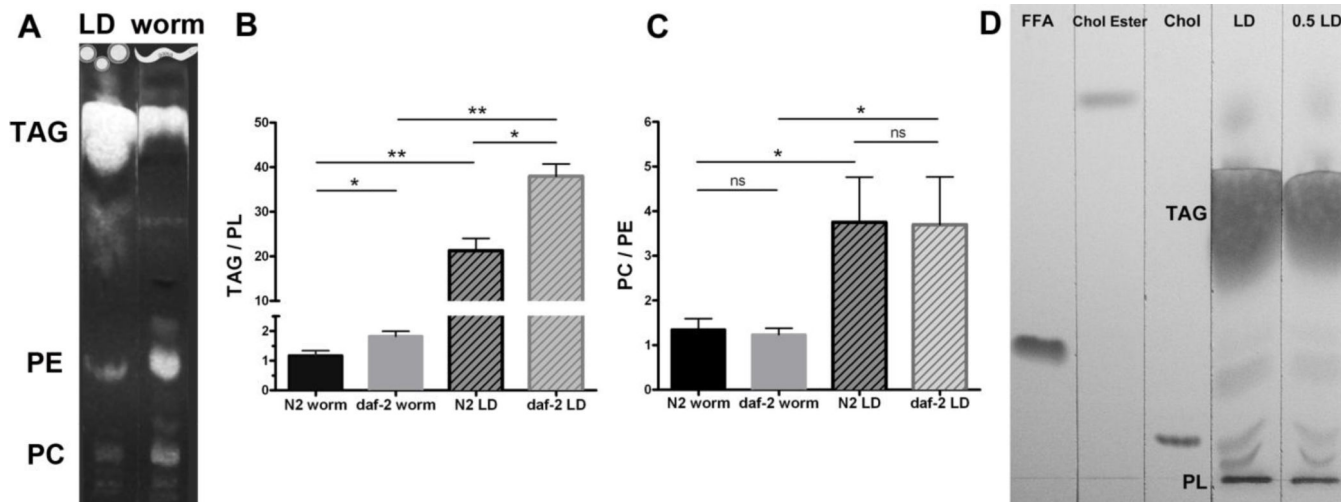 A
LD worm
TAG
PE
PC
B
TAG / PL
50
40
30
20
10
2
1
0
** 
**
*
*
N2 worm
daf-2 worm
N2 LD
daf-2 LD
C
PC / PE
6
5
4
3
2
1
0
*
ns
*
ns
N2 worm
daf-2 worm
N2 LD
daf-2 LD
D
FFA
Chol Ester
Chol
LD
0.5 LD
TAG
PL